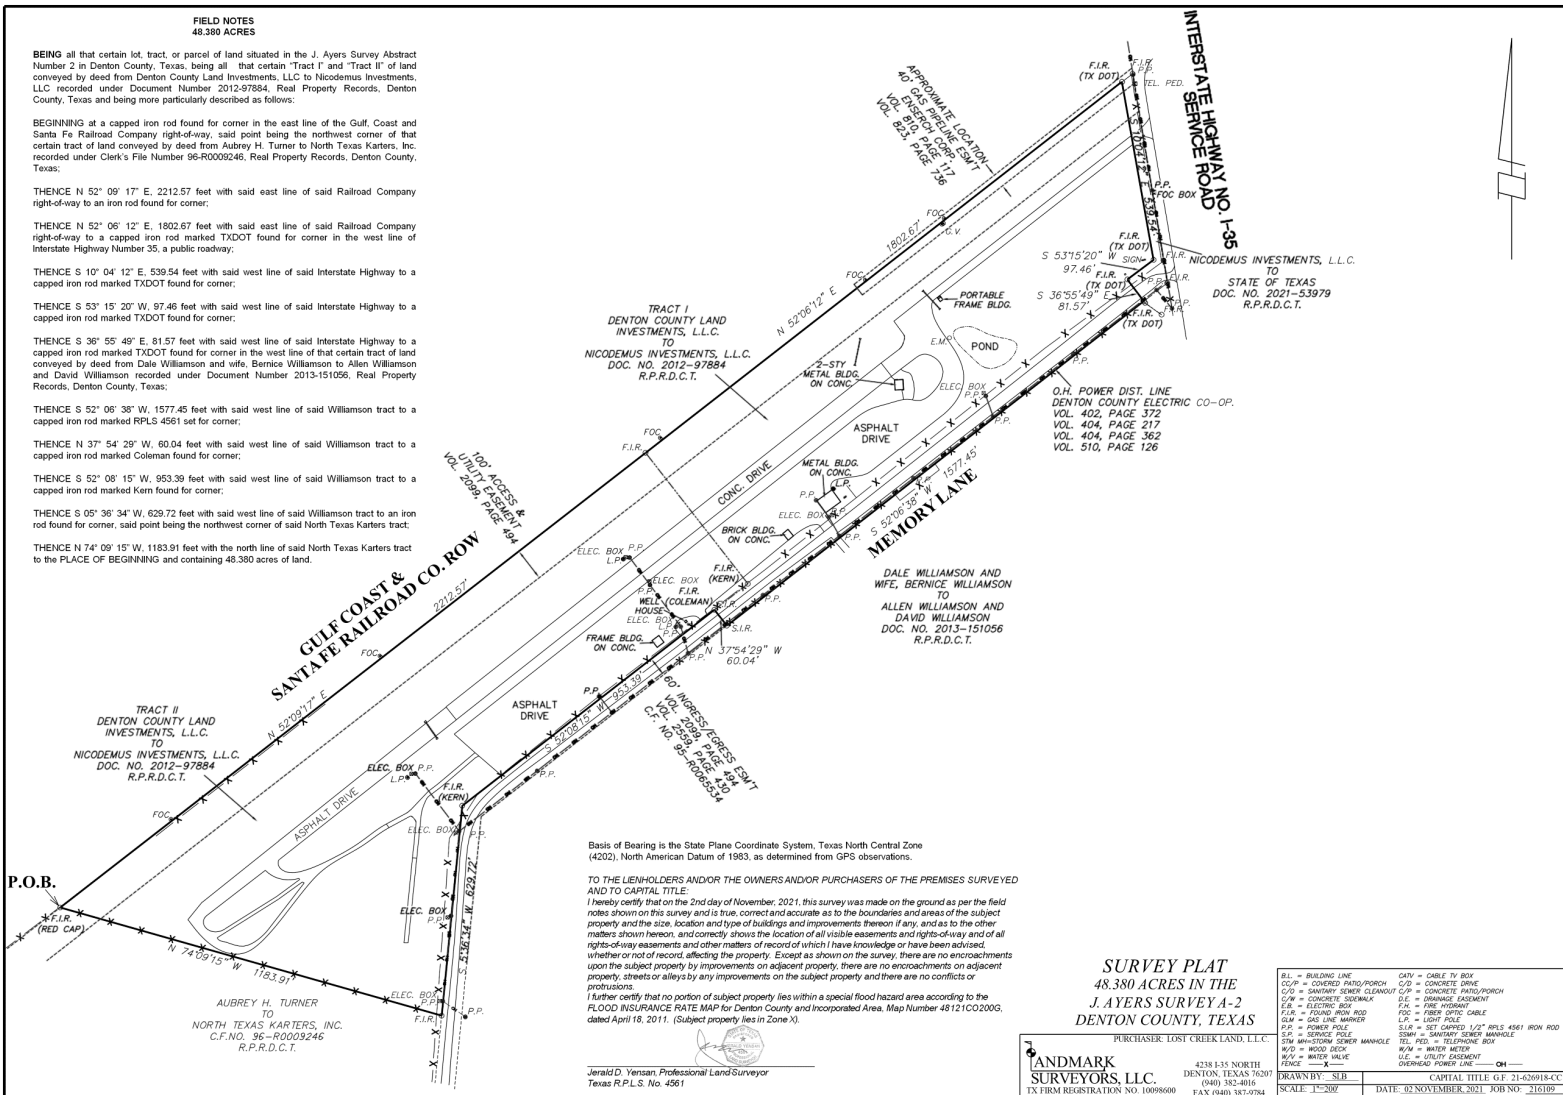 FIELD NOTES
48.380 ACRES
BEING all that certain lot, tract, or parcel of land situated in the J. Ayers Survey Abstract
Number 2 in Denton County, Texas, being all that certain "Tract I" and "Tract II" of land
conveyed by deed from Denton County Land Investments, LLC to Nicodemus Investments,
LLC recorded under Document Number 2012-97884, Real Property Records, Denton
County, Texas and being more particularly described as follows:
BEGINNING at a capped iron rod found for corner in the east line of the Gulf, Coast and
Santa Fe Railroad Company right-of-way, said point being the northwest corner of that
certain tract of land conveyed by deed from Aubrey H. Turner to North Texas Karters, Inc.
recorded under Clerk's File Number 96-R0009246, Real Property Records, Denton County,
Texas;
THENCE N 52° 09' 17" E, 2212.57 feet with said east line of said Railroad Company
right-of-way to an iron rod found for corner;
THENCE N 52° 06' 12" E, 1802.67 feet with said east line of said Railroad Company
right-of-way to a capped iron rod marked TXDOT found for corner in the west line of
Interstate Highway Number 35, a public roadway;
THENCE S 10° 04' 12" E, 539.54 feet with said west line of said Interstate Highway to a
capped iron rod marked TXDOT found for corner;
THENCE S 53° 15' 20" W, 97.46 feet with said west line of said Interstate Highway to a
capped iron rod marked TXDOT found for corner;
THENCE S 36° 55' 49" E, 81.57 feet with said west line of said Interstate Highway to a
capped iron rod marked TXDOT found for corner in the west line of that certain tract of land
conveyed by deed from Dale Williamson and wife, Bernice Williamson to Allen Williamson
and David Williamson recorded under Document Number 2013-151056, Real Property
Records, Denton County, Texas;
THENCE S 52° 06' 38" W, 1577.45 feet with said west line of said Williamson tract to a
capped iron rod marked RPLS 4561 set for corner;
THENCE N 37° 54' 29" W, 60.04 feet with said west line of said Williamson tract to a
capped iron rod marked Coleman found for corner;
THENCE S 52° 08' 15" W, 953.39 feet with said west line of said Williamson tract to a
capped iron rod marked Kern found for corner;
THENCE S 05° 36' 34" W, 629.72 feet with said west line of said Williamson tract to an iron
rod found for corner, said point being the northwest corner of said North Texas Karters tract;
THENCE N 74° 09' 15" W, 1183.91 feet with the north line of said North Texas Karters tract
to the PLACE OF BEGINNING and containing 48.380 acres of land.
INTERSTATE HIGHWAY NO. I-35
SERVICE ROAD
APPROXIMATE LOCATION
40' GAS PIPELINE ESM'T
ENSERCH CORP.
VOL. 810, PAGE 117
VOL. 823, PAGE 736
F.I.R.
(TX DOT)
F.I.R.
P.P.
TEL. PED.
S 10°04'12" E 539.54'
P.P.
FOC BOX
F.I.R.
(TX DOT)
SIGN
F.I.R.
S 53°15'20" W
97.46'
F.I.R.
(TX DOT)
P.P.
F.I.R.
S 36°55'49" E
81.57'
P.P.
F.I.R.
F.I.R.
(TX DOT)
NICODEMUS INVESTMENTS, L.L.C.
TO
STATE OF TEXAS
DOC. NO. 2021-53979
R.P.R.D.C.T.
FOC
G.V.
1802.67'
FOC
N 52°06'12" E
PORTABLE
FRAME BLDG.
E.M.P.
POND
P.P.
TRACT I
DENTON COUNTY LAND
INVESTMENTS, L.L.C.
TO
NICODEMUS INVESTMENTS, L.L.C.
DOC. NO. 2012-97884
R.P.R.D.C.T.
2-STY
METAL BLDG.
ON CONC.
ELEC. BOX
P.P.
P.P.
O.H. POWER DIST. LINE
DENTON COUNTY ELECTRIC CO-OP.
VOL. 402, PAGE 372
VOL. 404, PAGE 217
VOL. 404, PAGE 362
VOL. 510, PAGE 126
ASPHALT
DRIVE
FOC
F.I.R.
100' ACCESS &
UTILITY EASEMENT
VOL. 2099, PAGE 494
CONC. DRIVE
METAL BLDG.
ON CONC.
L.P.
P.P.
P.P.
S 52°06'38" W 1577.45'
MEMORY LANE
ELEC. BOX
P.P.
BRICK BLDG.
ON CONC.
ELEC. BOX P.P.
L.P.
ELEC. BOX
P.P.
F.I.R.
(KERN)
F.I.R.
(COLEMAN)
WELL
HOUSE
F.I.R.
P.P.
ELEC. BOX
L.P.
P.P.
S.I.R.
FRAME BLDG.
ON CONC.
P.P.
N 37°54'29" W
60.04'
DALE WILLIAMSON AND
WIFE, BERNICE WILLIAMSON
TO
ALLEN WILLIAMSON AND
DAVID WILLIAMSON
DOC. NO. 2013-151056
R.P.R.D.C.T.
GULF COAST &
SANTA FE RAILROAD CO. ROW
2212.57'
FOC
N 52°09'17" E
P.P.
S 52°08'15" W 953.39'
60' INGRESS/EGRESS ESM'T
VOL. 2099, PAGE 494
VOL. 2559, PAGE 430
C.F. NO. 95-R0065534
ASPHALT
DRIVE
P.P.
TRACT II
DENTON COUNTY LAND
INVESTMENTS, L.L.C.
TO
NICODEMUS INVESTMENTS, L.L.C.
DOC. NO. 2012-97884
R.P.R.D.C.T.
ELEC. BOX P.P.
L.P.
F.I.R.
(KERN)
FOC
ASPHALT DRIVE
ELEC. BOX
P.P.
P.O.B.
F.I.R.
(RED CAP)
ELEC. BOX
P.P.
S 5°36'34" W 629.72'
N 74°09'15" W 1183.91'
ELEC. BOX
P.P.
F.I.R.
AUBREY H. TURNER
TO
NORTH TEXAS KARTERS, INC.
C.F.NO. 96-R0009246
R.P.R.D.C.T.
Basis of Bearing is the State Plane Coordinate System, Texas North Central Zone
(4202), North American Datum of 1983, as determined from GPS observations.
TO THE LIENHOLDERS AND/OR THE OWNERS AND/OR PURCHASERS OF THE PREMISES SURVEYED
AND TO CAPITAL TITLE:
I hereby certify that on the 2nd day of November, 2021, this survey was made on the ground as per the field
notes shown on this survey and is true, correct and accurate as to the boundaries and areas of the subject
property and the size, location and type of buildings and improvements thereon if any, and as to the other
matters shown hereon, and correctly shows the location of all visible easements and rights-of-way and of all
rights-of-way easements and other matters of record of which I have knowledge or have been advised,
whether or not of record, affecting the property. Except as shown on the survey, there are no encroachments
upon the subject property by improvements on adjacent property, there are no encroachments on adjacent
property, streets or alleys by any improvements on the subject property and there are no conflicts or
protrusions.
I further certify that no portion of subject property lies within a special flood hazard area according to the
FLOOD INSURANCE RATE MAP for Denton County and Incorporated Area, Map Number 48121CO200G,
dated April 18, 2011. (Subject property lies in Zone X).
Jerald D. Yensan, Professional Land Surveyor
Texas R.P.L.S. No. 4561
SURVEY PLAT
48.380 ACRES IN THE
J. AYERS SURVEY A-2
DENTON COUNTY, TEXAS
PURCHASER: LOST CREEK LAND, L.L.C.
LANDMARK
SURVEYORS, LLC.
TX FIRM REGISTRATION NO. 10098600
4238 I-35 NORTH
DENTON, TEXAS 76207
(940) 382-4016
FAX (940) 387-9784
B.L. = BUILDING LINE CATV = CABLE TV BOX
CC/P = COVERED PATIO/PORCH C/D = CONCRETE DRIVE
C/O = SANITARY SEWER CLEANOUT C/P = CONCRETE PATIO/PORCH
C/W = CONCRETE SIDEWALK D.E. = DRAINAGE EASEMENT
E.B. = ELECTRIC BOX F.H. = FIRE HYDRANT
F.I.R. = FOUND IRON ROD FOC = FIBER OPTIC CABLE
GLM = GAS LINE MARKER L.P. = LIGHT POLE
P.P. = POWER POLE S.I.R = SET CAPPED 1/2" RPLS 4561 IRON ROD
S.P. = SERVICE POLE SSMH = SANITARY SEWER MANHOLE
STM MH=STORM SEWER MANHOLE TEL. PED. = TELEPHONE BOX
W/D = WOOD DECK W/M = WATER METER
W/V = WATER VALVE U.E. = UTILITY EASEMENT
FENCE X OVERHEAD POWER LINE OH
DRAWN BY: SLB CAPITAL TITLE G.F. 21-626918-CC
SCALE: 1"=200' DATE: 02 NOVEMBER, 2021 JOB NO: 216109